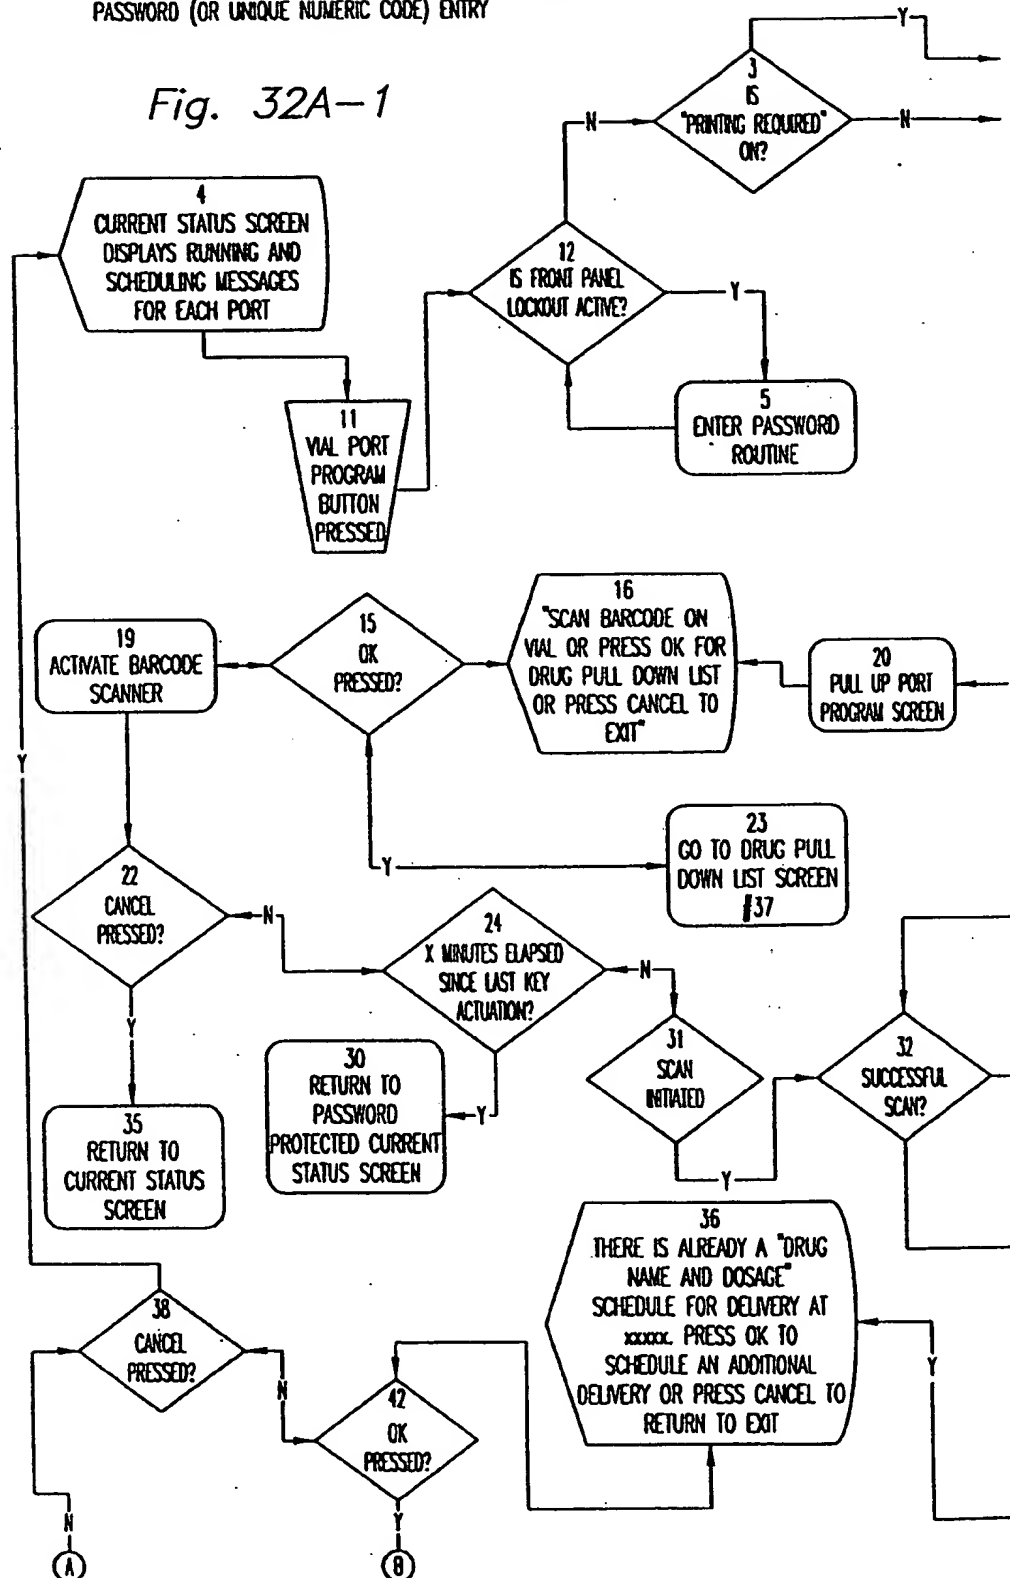 PASSWORD (OR UNIQUE NUMERIC CODE) ENTRY
Fig. 32A-1
Y
3
IS
"PRINTING REQUIRED"
ON?
N
N
4
CURRENT STATUS SCREEN
DISPLAYS RUNNING AND
SCHEDULING MESSAGES
FOR EACH PORT
12
IS FRONT PANEL
LOCKOUT ACTIVE?
Y
5
ENTER PASSWORD
ROUTINE
11
VIAL PORT
PROGRAM
BUTTON
PRESSED
19
ACTIVATE BARCODE
SCANNER
15
OK
PRESSED?
16
"SCAN BARCODE ON
VIAL OR PRESS OK FOR
DRUG PULL DOWN LIST
OR PRESS CANCEL TO
EXIT"
20
PULL UP PORT
PROGRAM SCREEN
Y
Y
23
GO TO DRUG PULL
DOWN LIST SCREEN
#37
22
CANCEL
PRESSED?
N
24
X MINUTES ELAPSED
SINCE LAST KEY
ACTUATION?
N
31
SCAN
INITIATED
32
SUCCESSFUL
SCAN?
Y
30
RETURN TO
PASSWORD
PROTECTED CURRENT
STATUS SCREEN
Y
Y
35
RETURN TO
CURRENT STATUS
SCREEN
36
THERE IS ALREADY A "DRUG
NAME AND DOSAGE"
SCHEDULE FOR DELIVERY AT
xxxxx. PRESS OK TO
SCHEDULE AN ADDITIONAL
DELIVERY OR PRESS CANCEL TO
RETURN TO EXIT
Y
38
CANCEL
PRESSED?
N
42
OK
PRESSED?
N
Y
A
B